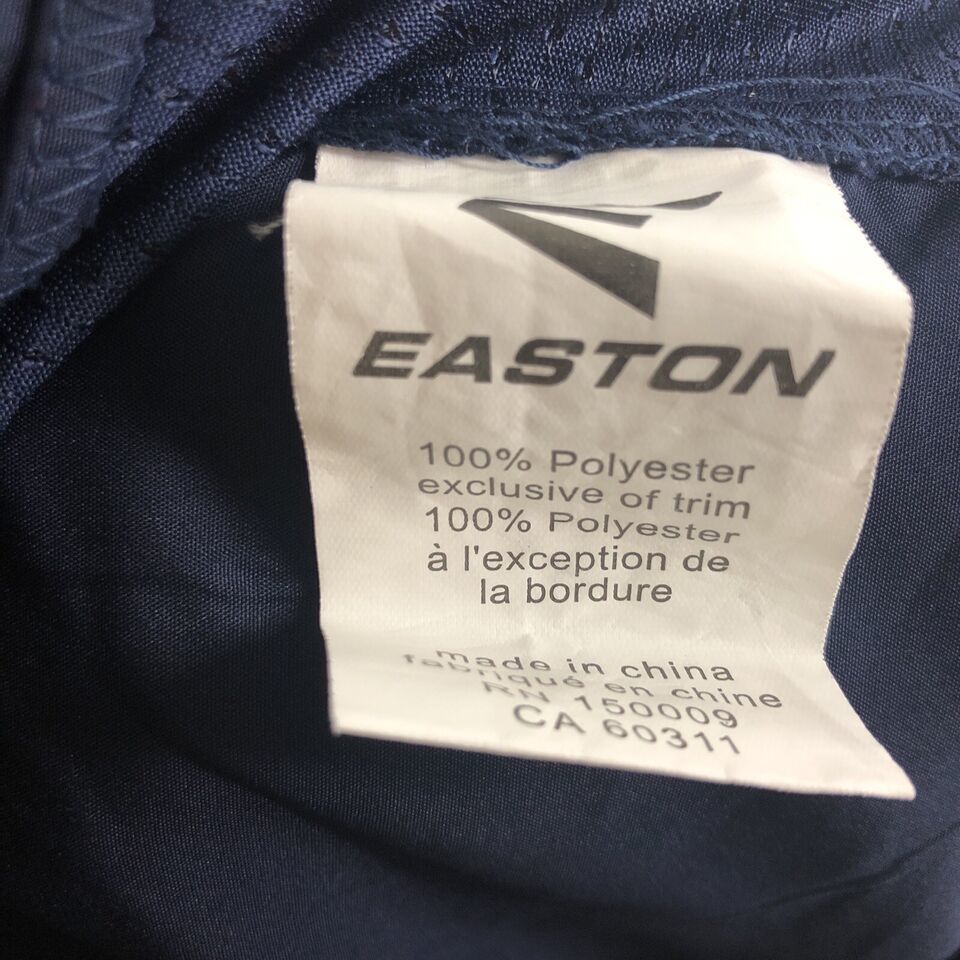 EASTON
100% Polyester
exclusive of trim
100% Polyester
à l'exception de
la bordure
made in china
fabriqué en chine
RN 150009
CA 60311